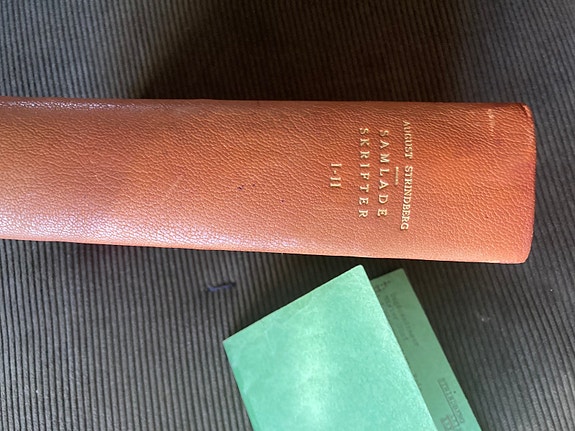 AUGUST STRINDBERG
SAMLADE
SKRIFTER
I-II